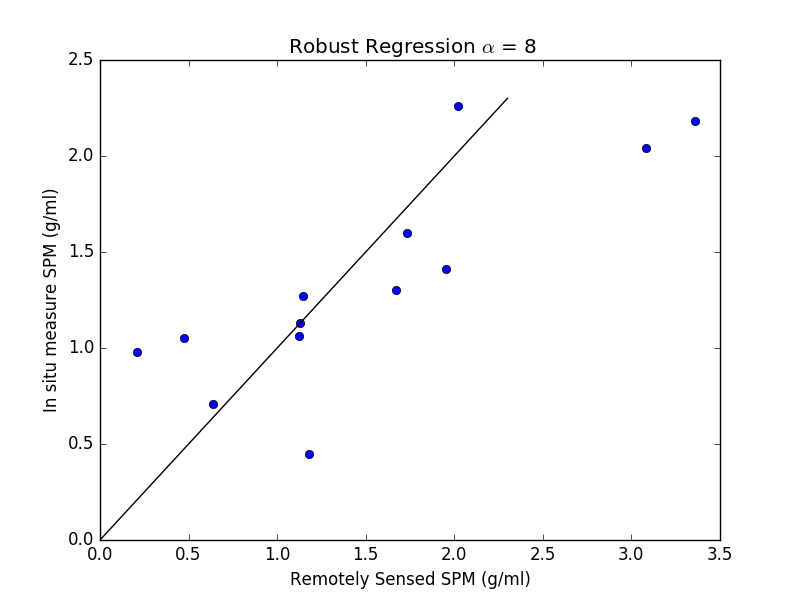 Robust Regression α = 8
2.5
2.0
1.5
1.0
0.5
0.0
In situ measure SPM (g/ml)
0.0 0.5 1.0 1.5 2.0 2.5 3.0 3.5
Remotely Sensed SPM (g/ml)